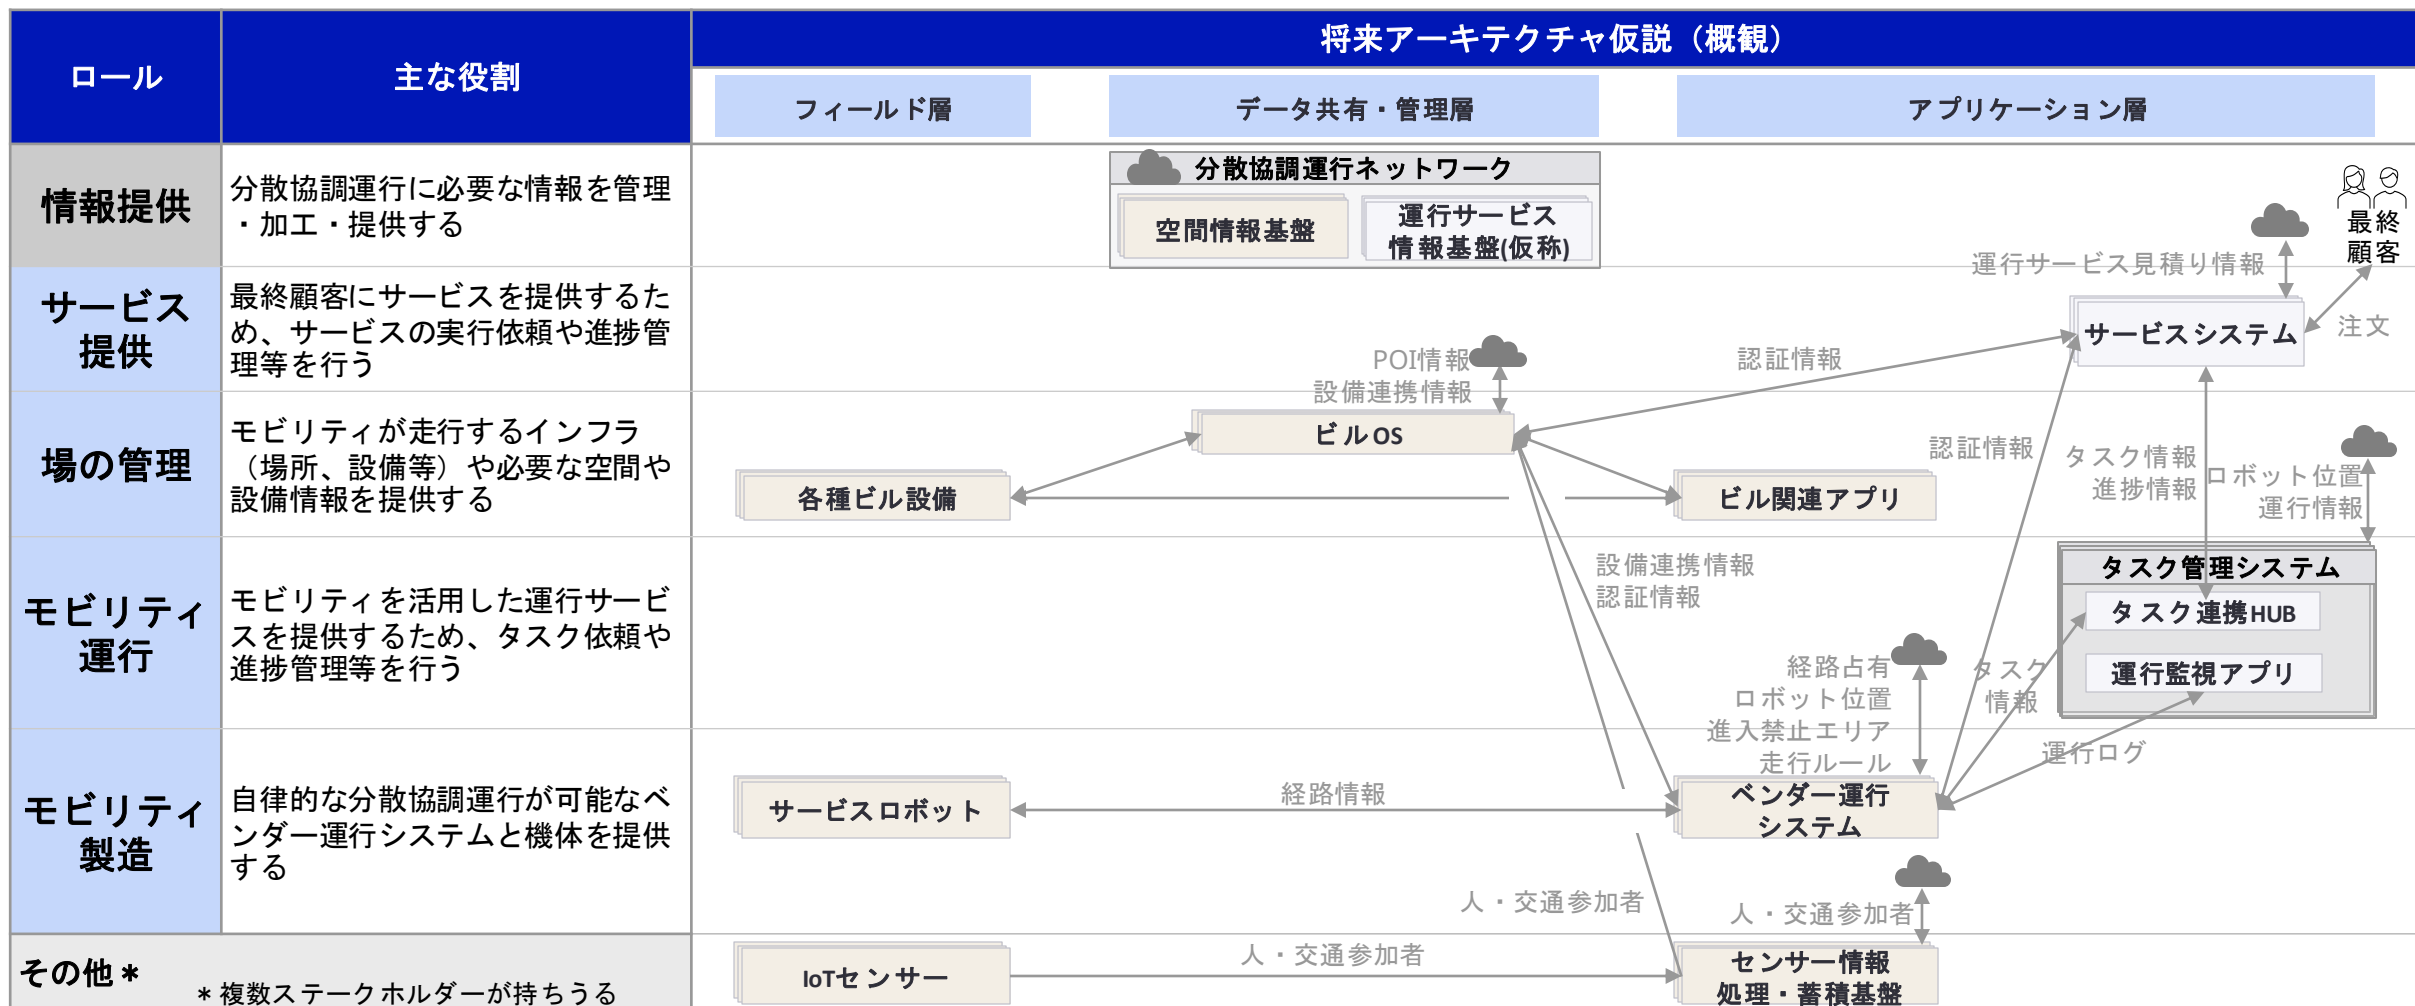 将来アーキテクチャ仮説（概観）
ロール
主な役割
フィールド層
データ共有・管理層
アプリケーション層
情報提供
分散協調運行に必要な情報を管理
・加工・提供する
分散協調運行ネットワーク
空間情報基盤
運行サービス
情報基盤(仮称)
最終
顧客
運行サービス見積り情報
サービス
提供
最終顧客にサービスを提供するた
め、サービスの実行依頼や進捗管
理等を行う
サービスシステム
注文
POI情報
設備連携情報
認証情報
場の管理
モビリティが走行するインフラ
（場所、設備等）や必要な空間や
設備情報を提供する
ビルOS
各種ビル設備
ビル関連アプリ
認証情報
タスク情報
進捗情報
ロボット位置
運行情報
モビリティ
運行
モビリティを活用した運行サービ
スを提供するため、タスク依頼や
進捗管理等を行う
設備連携情報
認証情報
タスク管理システム
タスク連携HUB
運行監視アプリ
経路占有
ロボット位置
進入禁止エリア
走行ルール
タスク
情報
運行ログ
モビリティ
製造
自律的な分散協調運行が可能なベ
ンダー運行システムと機体を提供
する
サービスロボット
経路情報
ベンダー運行
システム
人・交通参加者
人・交通参加者
その他＊
＊複数ステークホルダーが持ちうる
IoTセンサー
人・交通参加者
センサー情報
処理・蓄積基盤